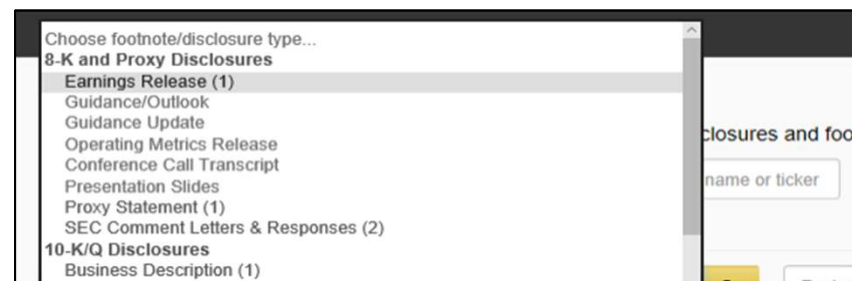 Choose footnote/disclosure type...
8-K and Proxy Disclosures
Earnings Release (1)
Guidance/Outlook
Guidance Update
Operating Metrics Release
Conference Call Transcript
Presentation Slides
Proxy Statement (1)
SEC Comment Letters & Responses (2)
10-K/Q Disclosures
Business Description (1)
and
name or ticker